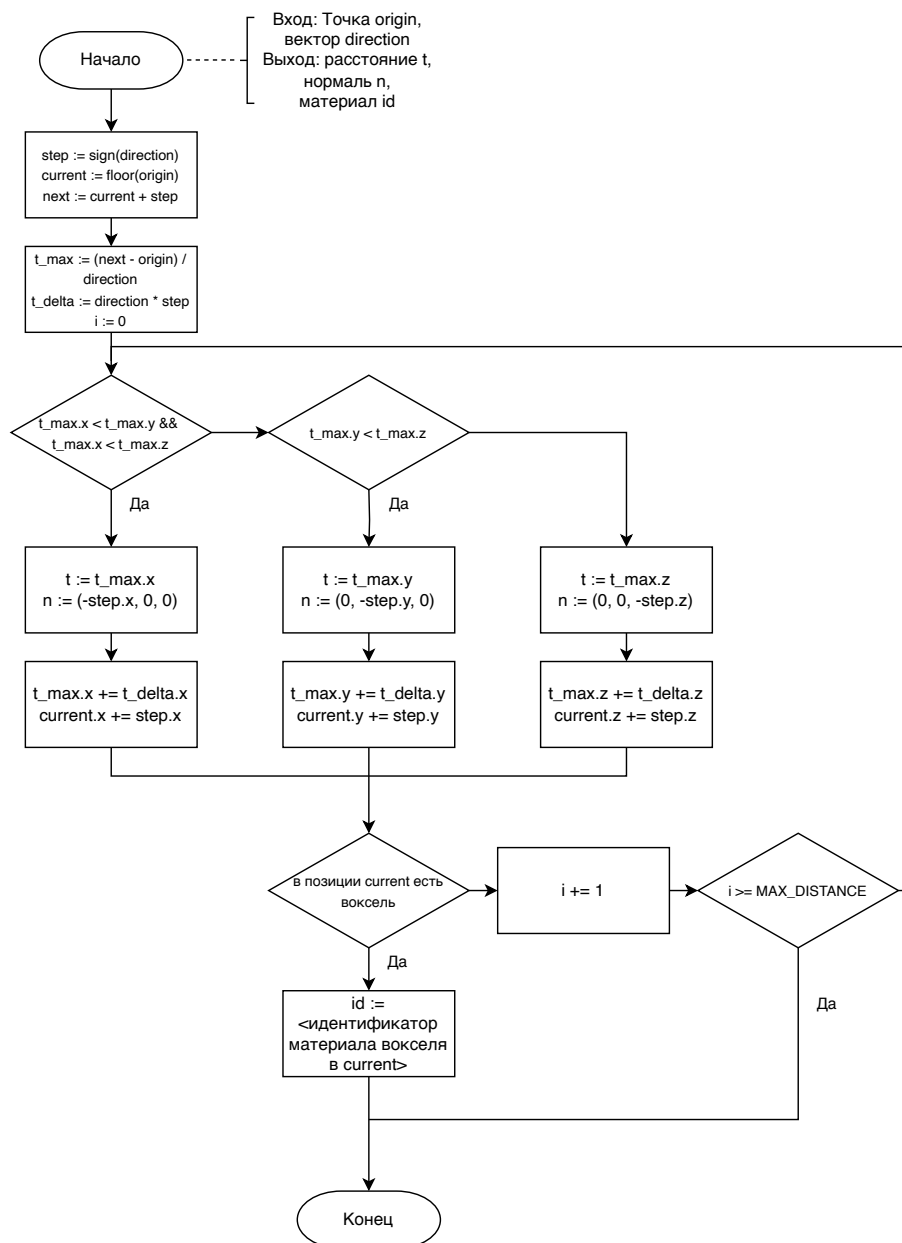 Начало
Вход: Точка origin,
вектор direction
Выход: расстояние t,
нормаль n,
материал id
step := sign(direction)
current := floor(origin)
next := current + step
t_max := (next - origin) /
direction
t_delta := direction * step
i := 0
t_max.x < t_max.y &&
t_max.x < t_max.z
t_max.y < t_max.z
Да
Да
t := t_max.x
n := (-step.x, 0, 0)
t := t_max.y
n := (0, -step.y, 0)
t := t_max.z
n := (0, 0, -step.z)
t_max.x += t_delta.x
current.x += step.x
t_max.y += t_delta.y
current.y += step.y
t_max.z += t_delta.z
current.z += step.z
в позиции current есть
воксель
i += 1
i >= MAX_DISTANCE
Да
Да
id :=
<идентификатор
материала вокселя
в current>
Конец